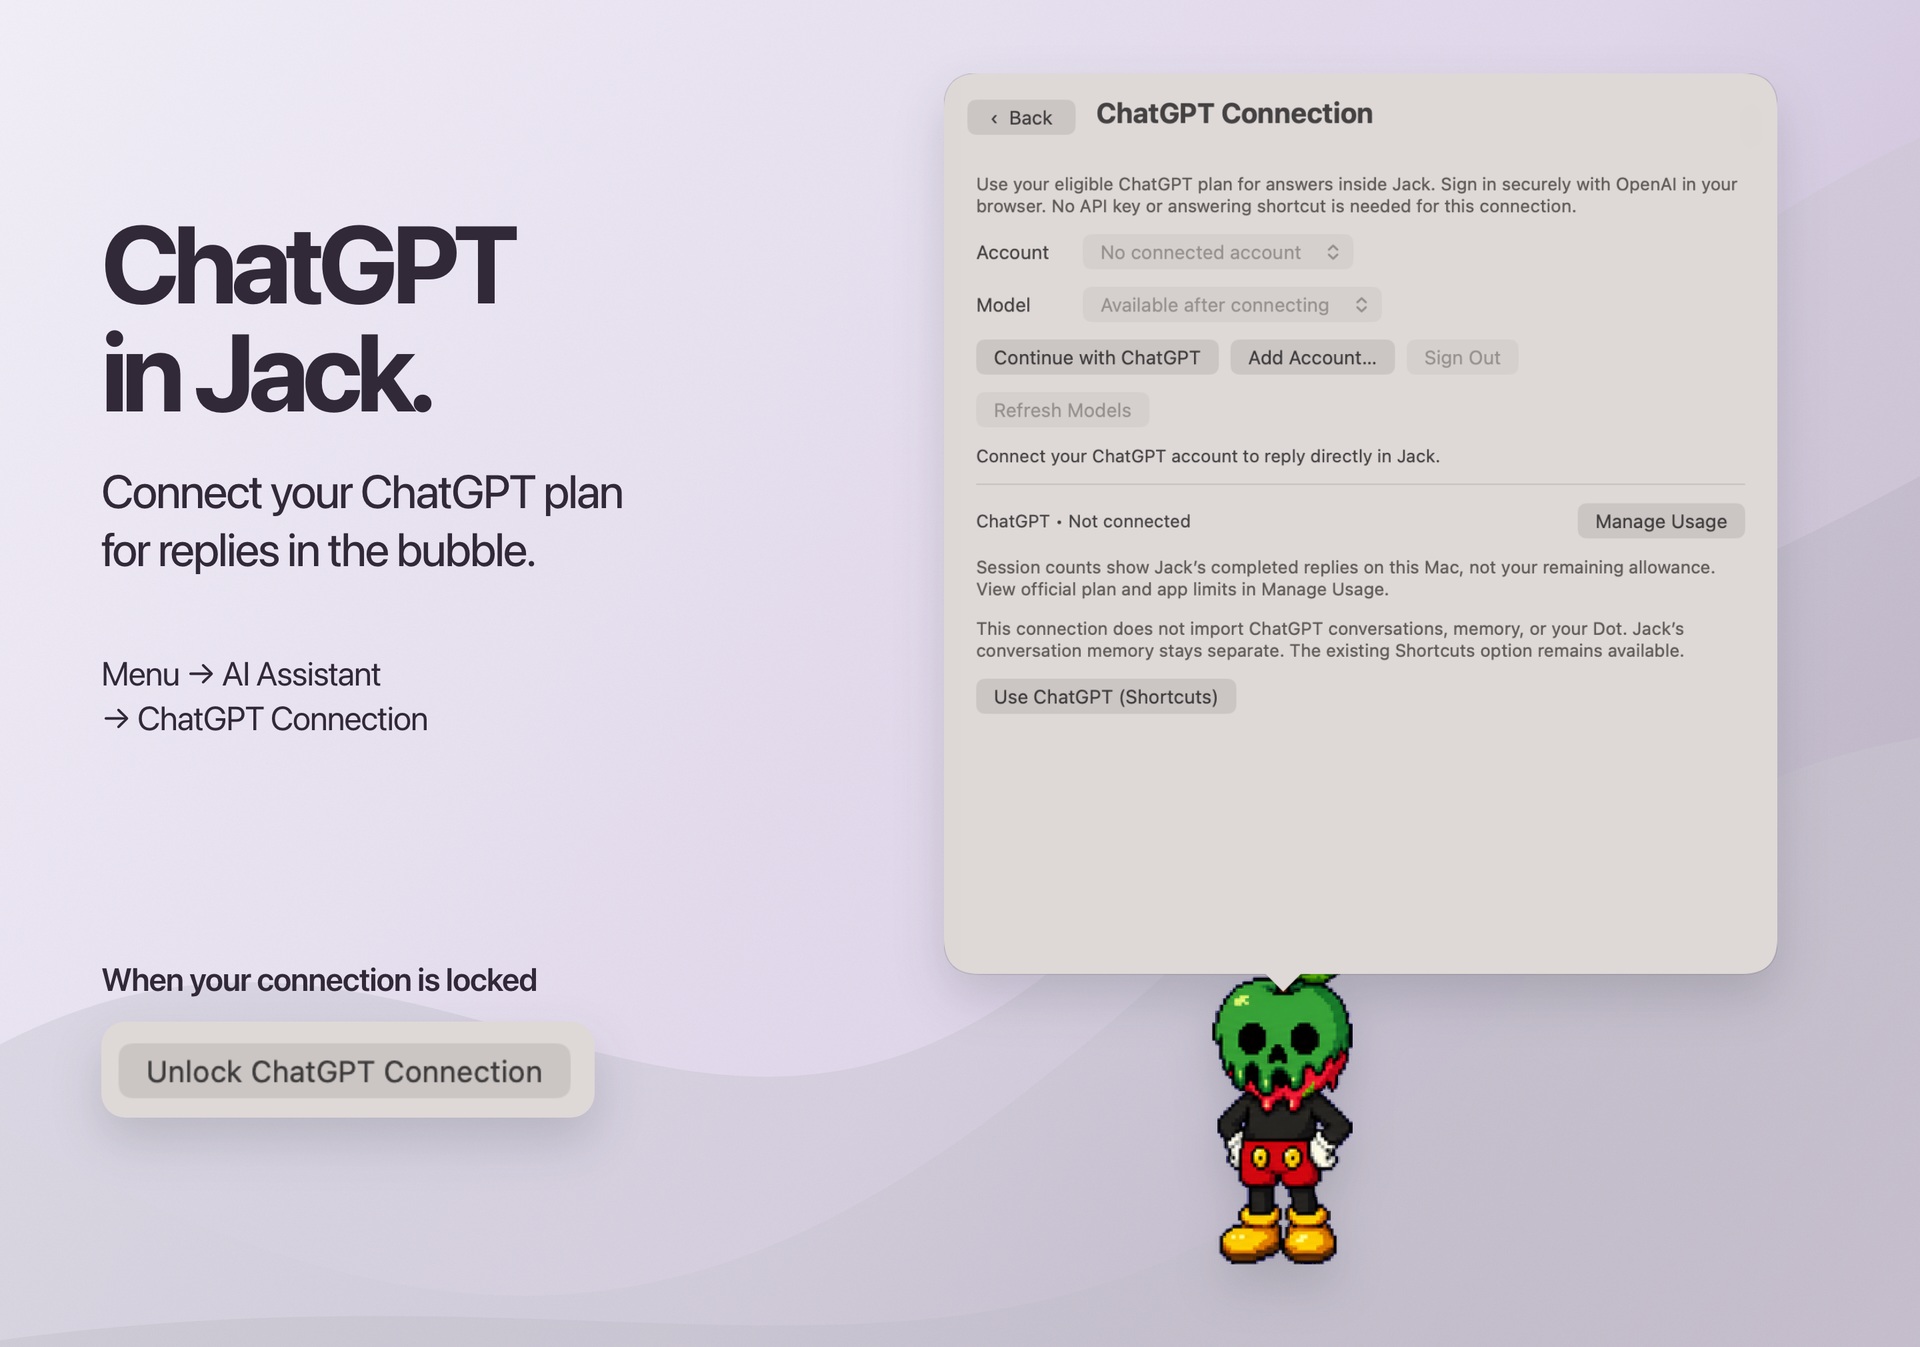 ChatGPT
in Jack.
Connect your ChatGPT plan
for replies in the bubble.
Menu → AI Assistant
→ ChatGPT Connection
When your connection is locked
Unlock ChatGPT Connection
‹ Back
ChatGPT Connection
Use your eligible ChatGPT plan for answers inside Jack. Sign in securely with OpenAI in your
browser. No API key or answering shortcut is needed for this connection.
Account No connected account
Model Available after connecting
Continue with ChatGPT Add Account... Sign Out
Refresh Models
Connect your ChatGPT account to reply directly in Jack.
ChatGPT • Not connected Manage Usage
Session counts show Jack’s completed replies on this Mac, not your remaining allowance.
View official plan and app limits in Manage Usage.
This connection does not import ChatGPT conversations, memory, or your Dot. Jack’s
conversation memory stays separate. The existing Shortcuts option remains available.
Use ChatGPT (Shortcuts)